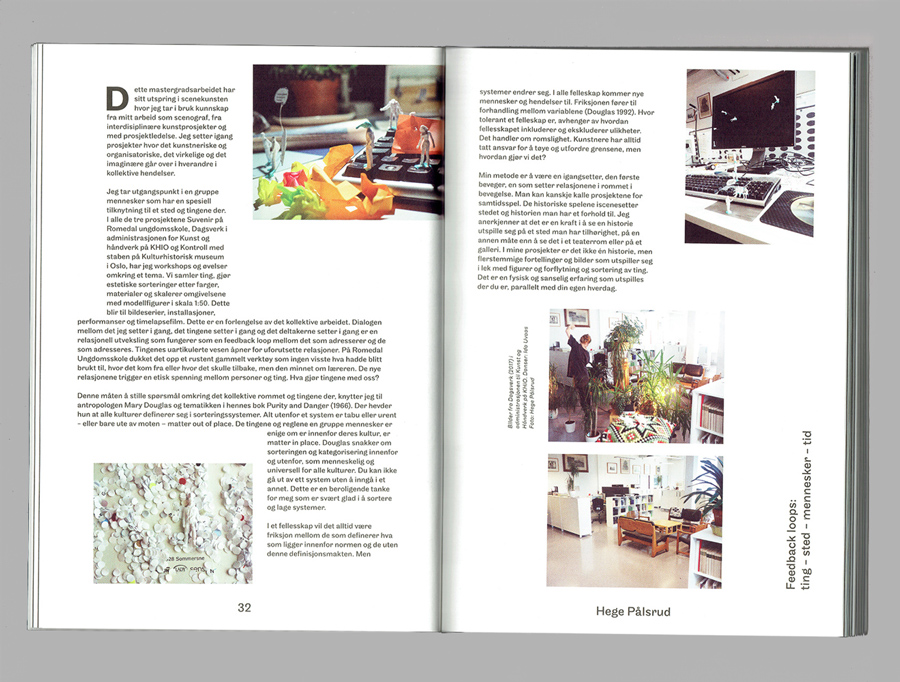 Dette mastergradsarbeidet har
sitt utspring i scenekunsten
hvor jeg tar i bruk kunnskap
fra mitt arbeid som scenograf, fra
interdisiplinære kunstprosjekter og
ned prosjektledelse. Jeg setter igang
prosjekter hvor det kunstneriske og
organisatoriske, det virkelige og det
imaginære går over i hverandre i
kollektive hendelser.
Jeg tar utgangspunkt i en gruppe
mennesker som har en spesiell
tilknytning til et sted og tingene der.
I alle de tre prosjektene Suvenir på
Romedal ungdomsskole, Dagsverk i
administrasjonen for Kunst og
håndverk på KHIO og Kontroll med
staben på Kulturhistorisk museum
i Oslo, har jeg workshops og øvelser
omkring et tema. Vi samler ting, gjør
estetiske sorteringer etter farger,
materialer og skalerer omgivelsene
med modellfigurer i skala 1:50. Dette
blir til bildeserier, installasjoner,
performanser og timelapsefilm. Dette er en forlengelse av det kollektive arbeidet. Dialogen
mellom det jeg setter i gang, det tingene setter i gang og det deltakerne setter i gang er en
relasjonell utveksling som fungerer som en feedback loop mellom det som adresserer og de
som adresseres. Tingenes uartikulerte vesen åpner for uforutsette relasjoner. På Romedal
Ungdomsskole dukket det opp et rustent gammelt verktøy som ingen visste hva hadde blitt
brukt til, hvor det kom fra eller hvor det skulle tilbake, men den minnet om læreren. De nye
relasjonene trigger en etisk spenning mellom personer og ting. Hva gjør tingene med oss?
Denne måten å stille spørsmål omkring det kollektive rommet og tingene der, knytter jeg til
antropologen Mary Douglas og tematikken i hennes bok Purity and Danger (1966). Der hevder
hun at alle kulturer definerer seg i sorteringssystemer. Alt utenfor et system er tabu eller urent
– eller bare ute av moten – matter out of place. De tingene og reglene en gruppe mennesker er
enige om er innenfor deres kultur, er
matter in place. Douglas snakker om
sorteringen og kategorisering innenfor
og utenfor, som menneskelig og
universell for alle kulturer. Du kan ikke
gå ut av ett system uten å inngå i et
annet. Dette er en beroligende tanke
for meg som er svært glad i å sortere
og lage systemer.
I et fellesskap vil det alltid være
friksjon mellom de som definerer hva
som ligger innenfor normen og de uten
denne definisjonsmakten. Men
32
systemer endrer seg. I alle felleskap kommer nye
mennesker og hendelser til. Friksjonen fører til
forhandling mellom variablene (Douglas 1992). Hvor
tolerant et felleskap er, avhenger av hvordan
fellesskapet inkluderer og ekskluderer ulikheter.
Det handler om romslighet. Kunstnere har alltid
tatt ansvar for å tøye og utfordre grensene, men
hvordan gjør vi det?
Min metode er å være en igangsetter, den første
beveger, en som setter relasjonene i rommet i
bevegelse. Man kan kanskje kalle prosjektene for
samtidsspel. De historiske spelene iscenesetter
stedet og historien man har et forhold til. Jeg
anerkjenner at det er en kraft i å se en historie
utspille seg på et sted man har tilhørighet, på en
annen måte enn å se det i et teaterrom eller på et
galleri. I mine prosjekter er det ikke én historie, men
flerstemmige fortellinger og bilder som utspiller seg
i lek med figurer og forflytning og sortering av ting.
Det er en fysisk og sanselig erfaring som utspilles
der du er, parallelt med din egen hverdag.
Bilder fra Dagsverk (2017) i
administrasjonen til Kunst og
Håndverk på KHIO. Danser: Ida Uvaas
Foto: Hege Pålsrud
Hege Pålsrud
Feedback loops:
ting – sted – mennesker – tid